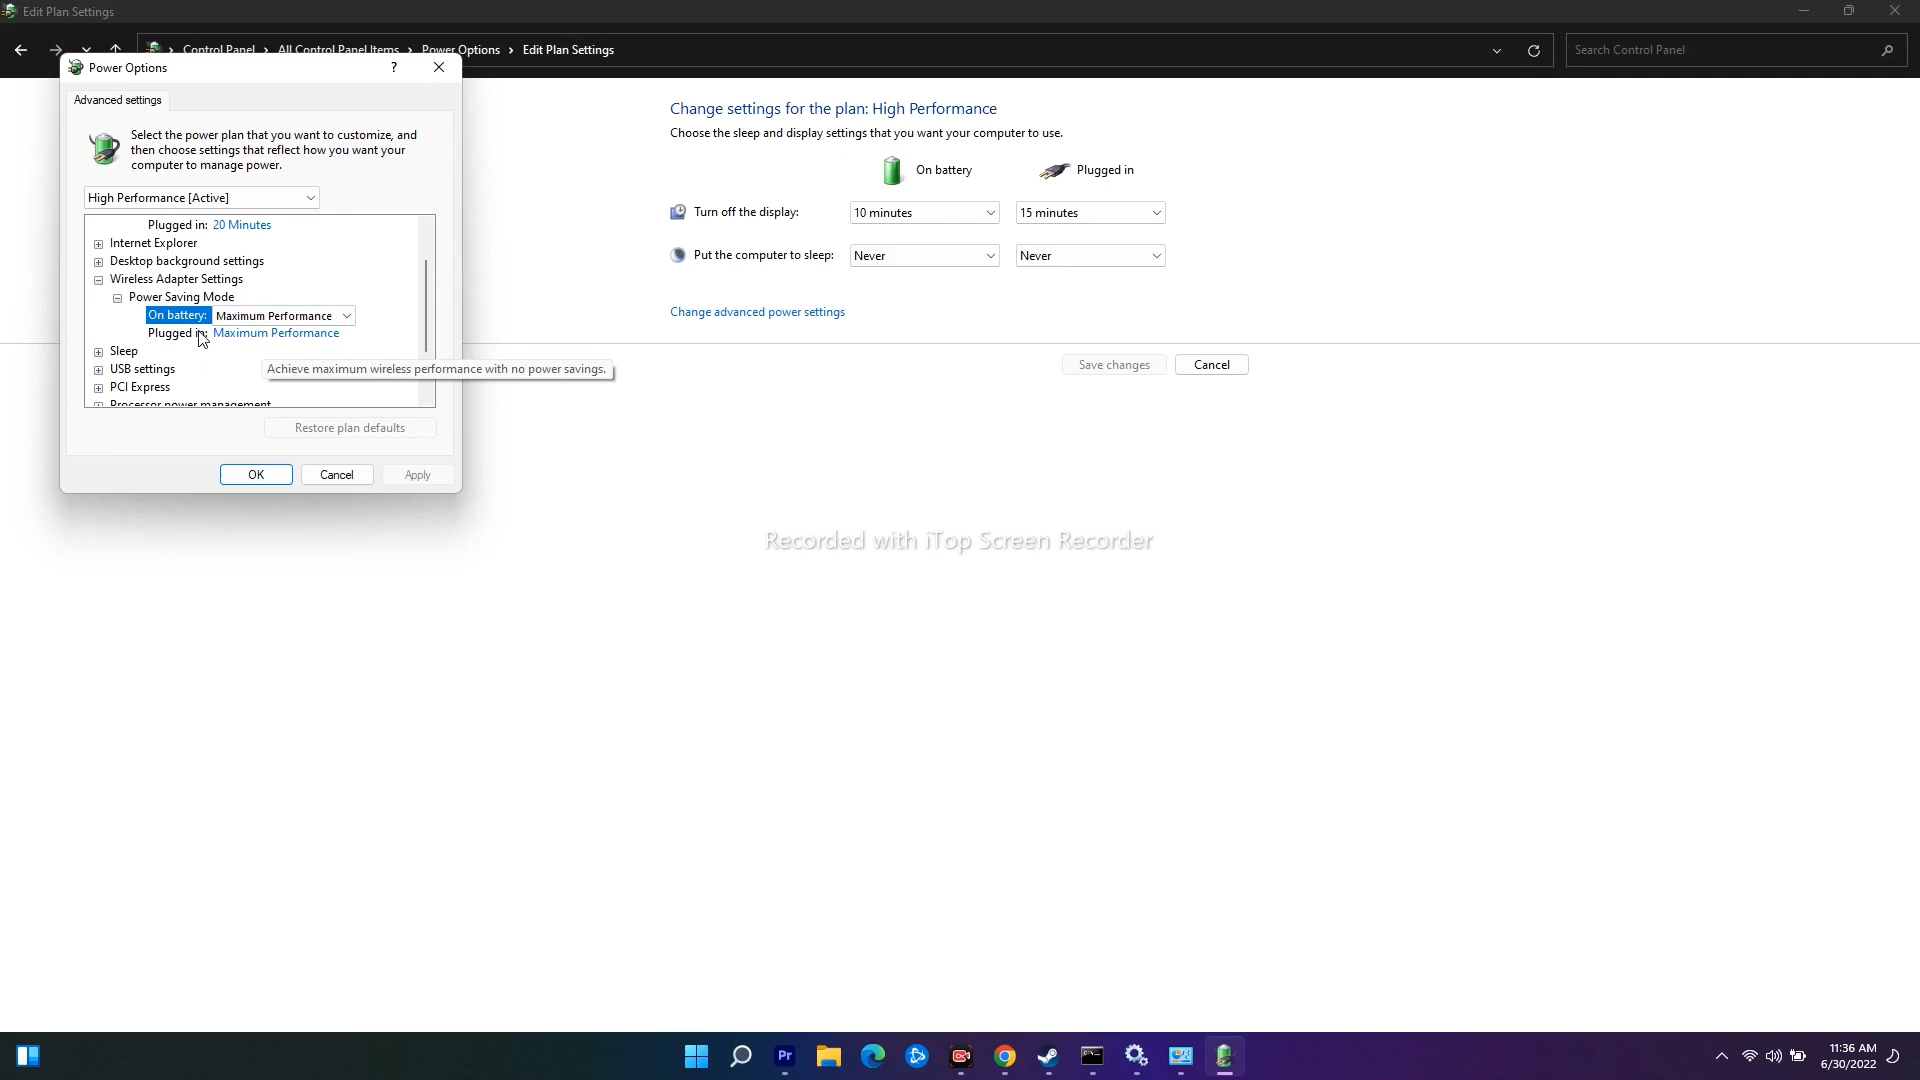 Edit Plan Settings
Control Panel > All Control Panel Items > Power Options > Edit Plan Settings
Search Control Panel
Power Options
?
Advanced settings
Select the power plan that you want to customize, and
then choose settings that reflect how you want your
computer to manage power.
High Performance [Active]
Plugged in: 20 Minutes
Internet Explorer
Desktop background settings
Wireless Adapter Settings
Power Saving Mode
On battery: Maximum Performance
Plugged in: Maximum Performance
Sleep
USB settings
PCI Express
Processor power management
Achieve maximum wireless performance with no power savings.
Restore plan defaults
OK
Cancel
Apply
Change settings for the plan: High Performance
Choose the sleep and display settings that you want your computer to use.
On battery
Plugged in
Turn off the display:
10 minutes
15 minutes
Put the computer to sleep:
Never
Never
Change advanced power settings
Save changes
Cancel
Recorded with iTop Screen Recorder
Pr
11:36 AM
6/30/2022